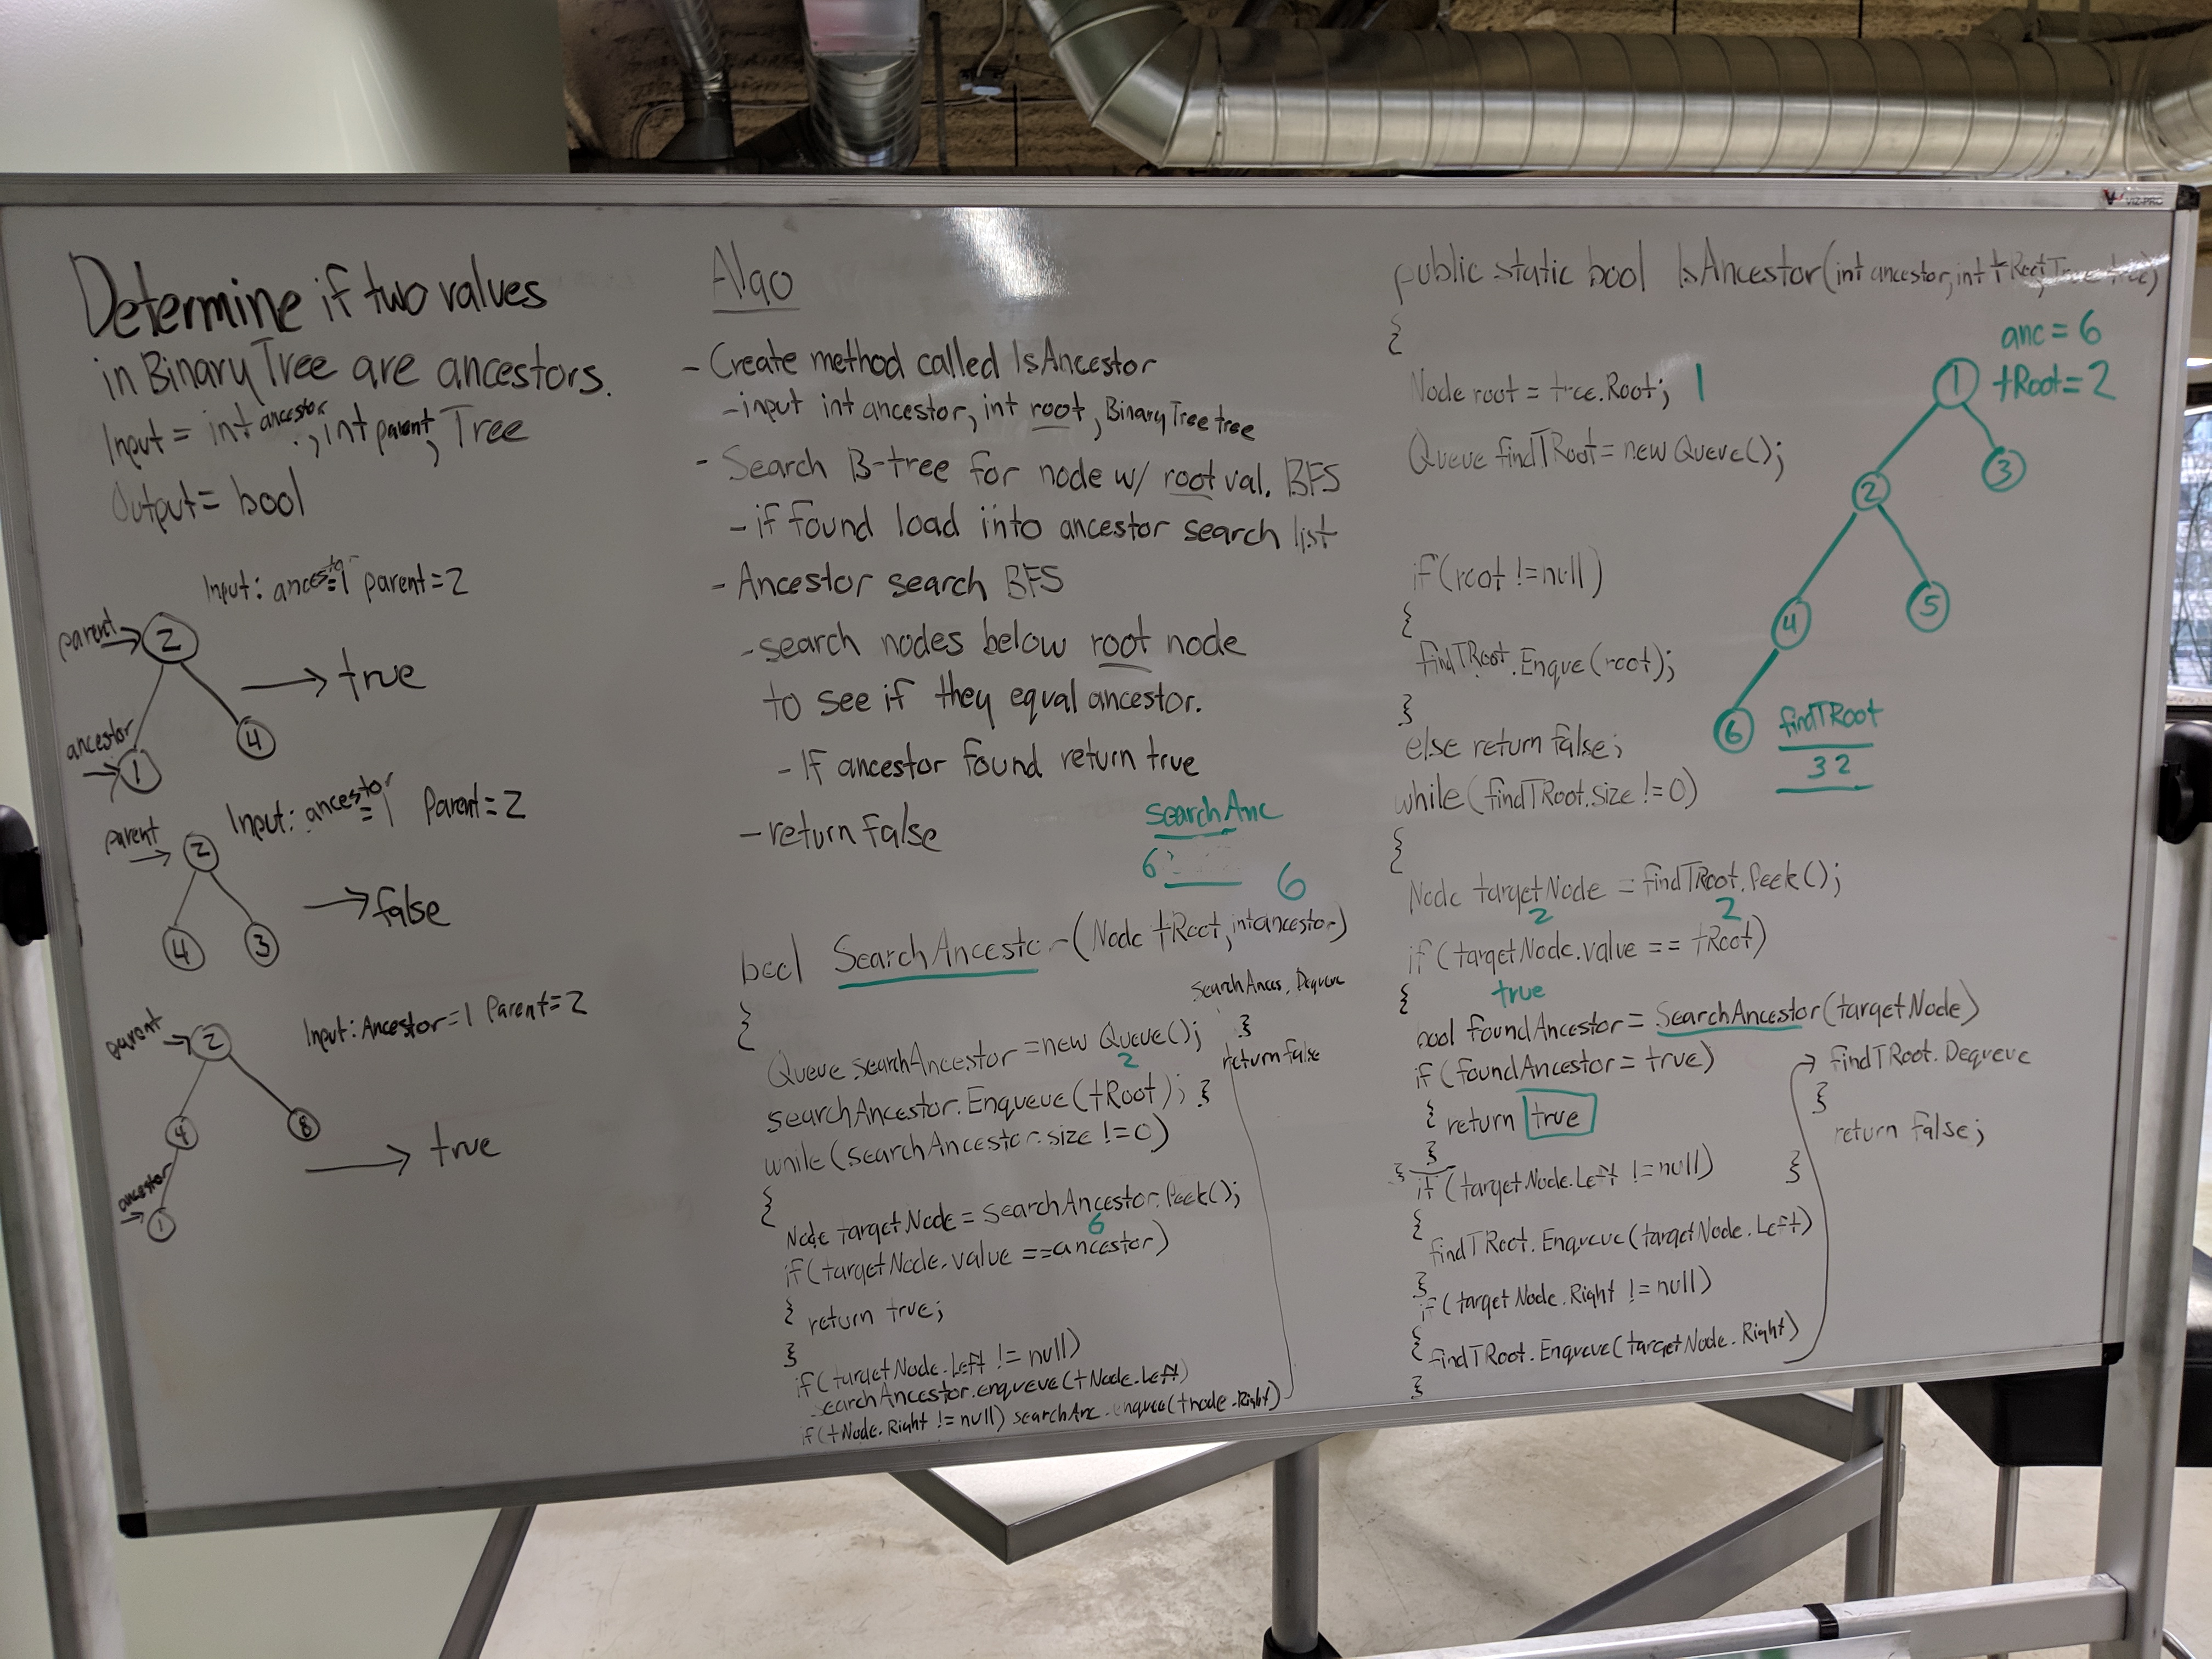 Determine if two values
in Binary Tree are ancestors.
Input = int ancestor, int parent, Tree
Output = bool
Input: ancestor=1 parent=2
parent
2
true
ancestor
1
4
Input: ancestor=1 Parent=2
parent
2
false
4
3
Input: Ancestor=1 Parent=2
parent
2
4
8
true
ancestor
1
Algo
- Create method called IsAncestor
- input int ancestor, int root, Binary Tree tree
- Search B-tree for node w/ root val. BFS
- if found load into ancestor search list
- Ancestor search BFS
- search nodes below root node
to see if they equal ancestor.
- If ancestor found return true
- return false
searchAnc
6
6
bool SearchAncestor (Node tRoot, int ancestor)
{
Queue searchAncestor = new Queue();
2
searchAncestor.Enqueue(tRoot); }
while (searchAncestor.size != 0)
{
Node targetNode = searchAncestor.Peek();
6
if (targetNode.value == ancestor)
{ return true;
}
if (targetNode.Left != null)
searchAncestor.enqueue(tNode.Left)
if (tNode.Right != null) searchAnc.enquee(tnode.Right)
searchAnces. Dequeue
}
return false
public static bool IsAncestor(int ancestor, int tRoot, Tree tree)
{
Node root = tree.Root; 1
Queue findTRoot = new Queue();
if (root != null)
{
findTRoot.Enque(root);
}
else return false;
while (findTRoot.size != 0)
{
Node targetNode = findTRoot.Peek();
2 2
if (targetNode.value == tRoot)
{ true
bool foundAncestor = SearchAncestor(targetNode)
if (foundAncestor = true)
{ return true
}
} if (targetNode.Left != null)
{
findTRoot.Enqueue(targetNode.Left)
}
if (targetNode.Right != null)
{ findTRoot.Enqueue(targetNode.Right)
}
findTRoot.Dequeue
}
return false;
}
anc = 6
tRoot = 2
1
2
3
4
5
6
findTRoot
3 2
VIZ-PRO